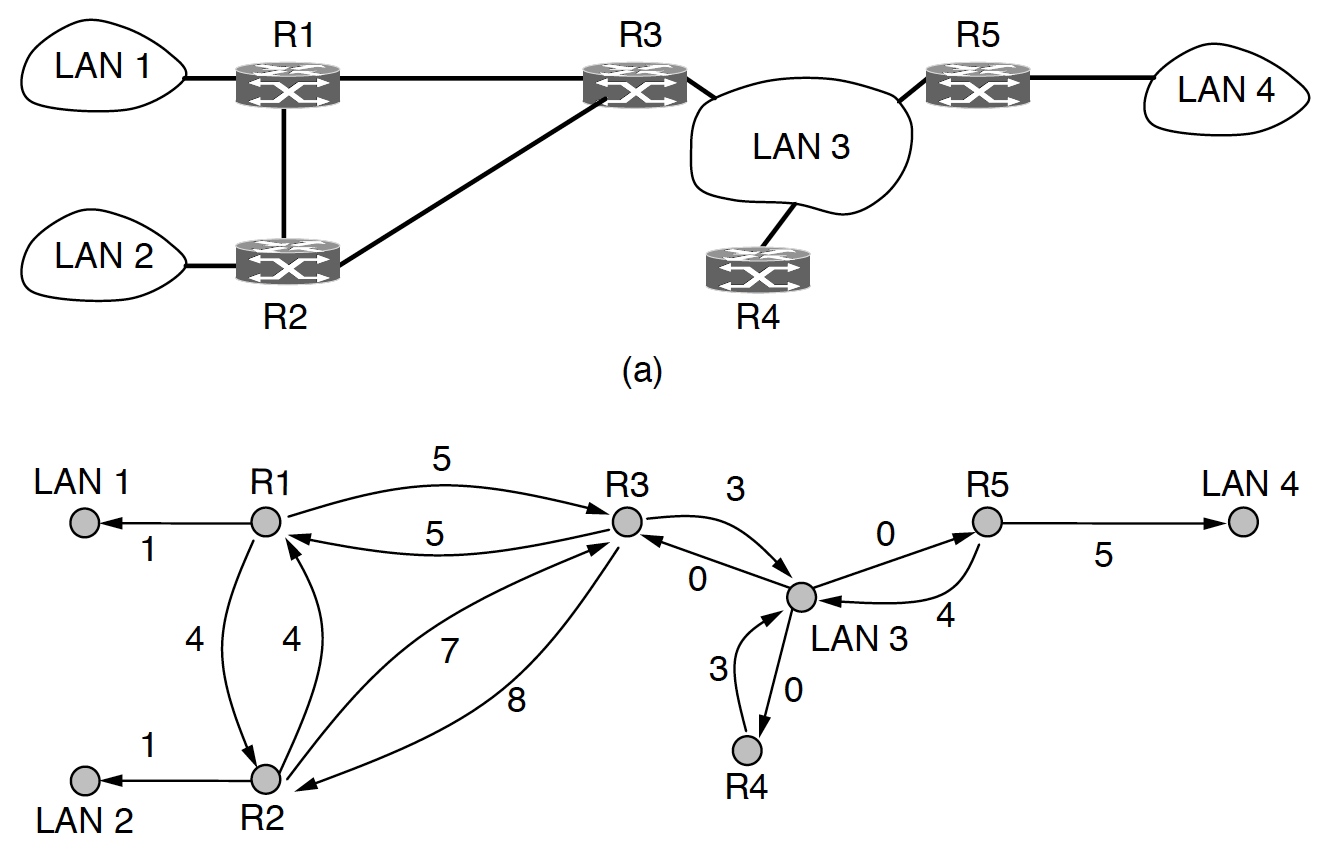 R1 R3 R5
LAN 1
LAN 4
LAN 3
LAN 2
R2
R4
(a)
5
LAN 1 R1 R3 3 R5 LAN 4
5
0
1
5
0
4
LAN 3
4 4
7
3
0
8
1
R4
LAN 2
R2